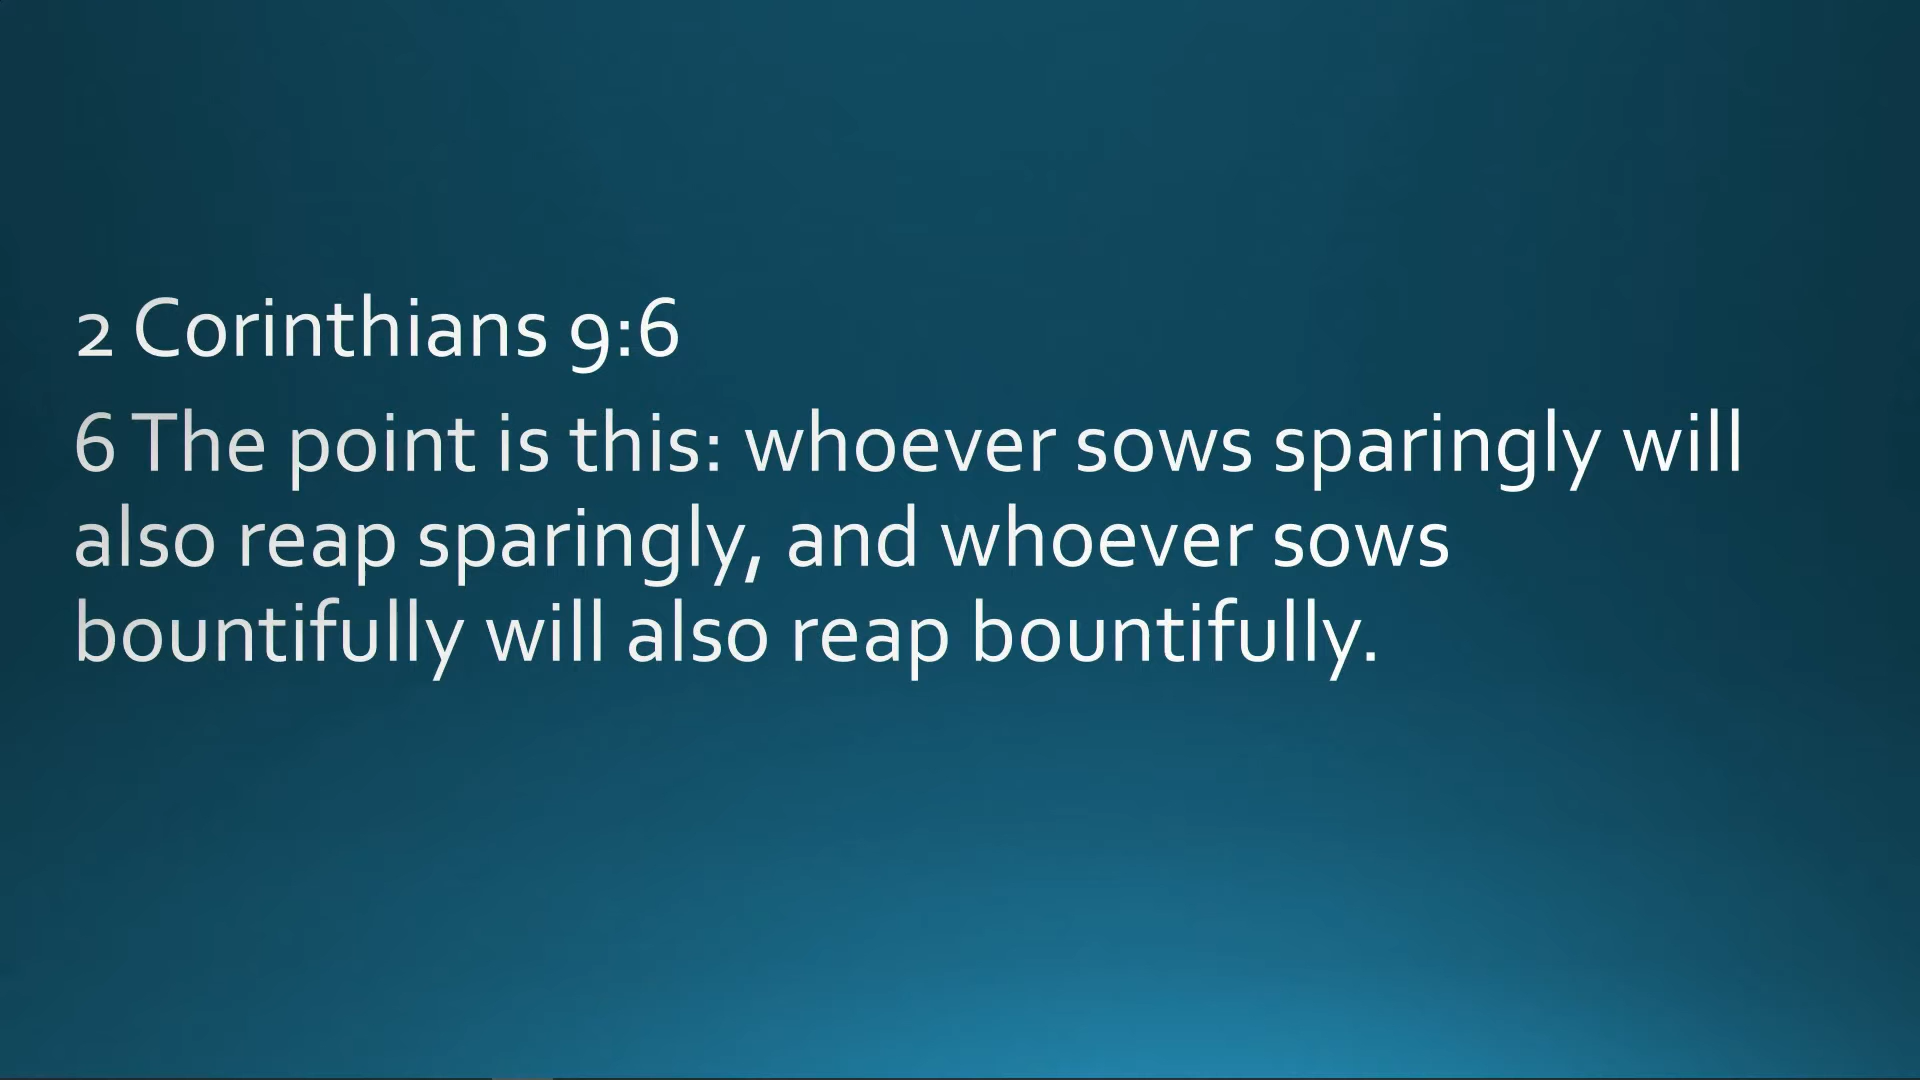 2 Corinthians 9:6
6 The point is this: whoever sows sparingly will
also reap sparingly, and whoever sows
bountifully will also reap bountifully.